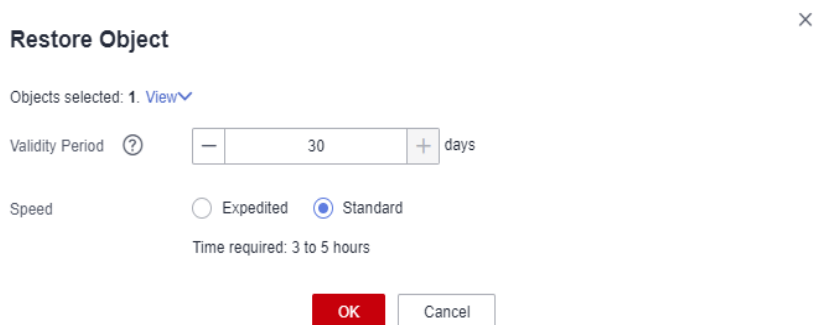 Restore Object
Objects selected: 1. View
Validity Period ? − 30 + days
Speed Expedited Standard
Time required: 3 to 5 hours
OK Cancel